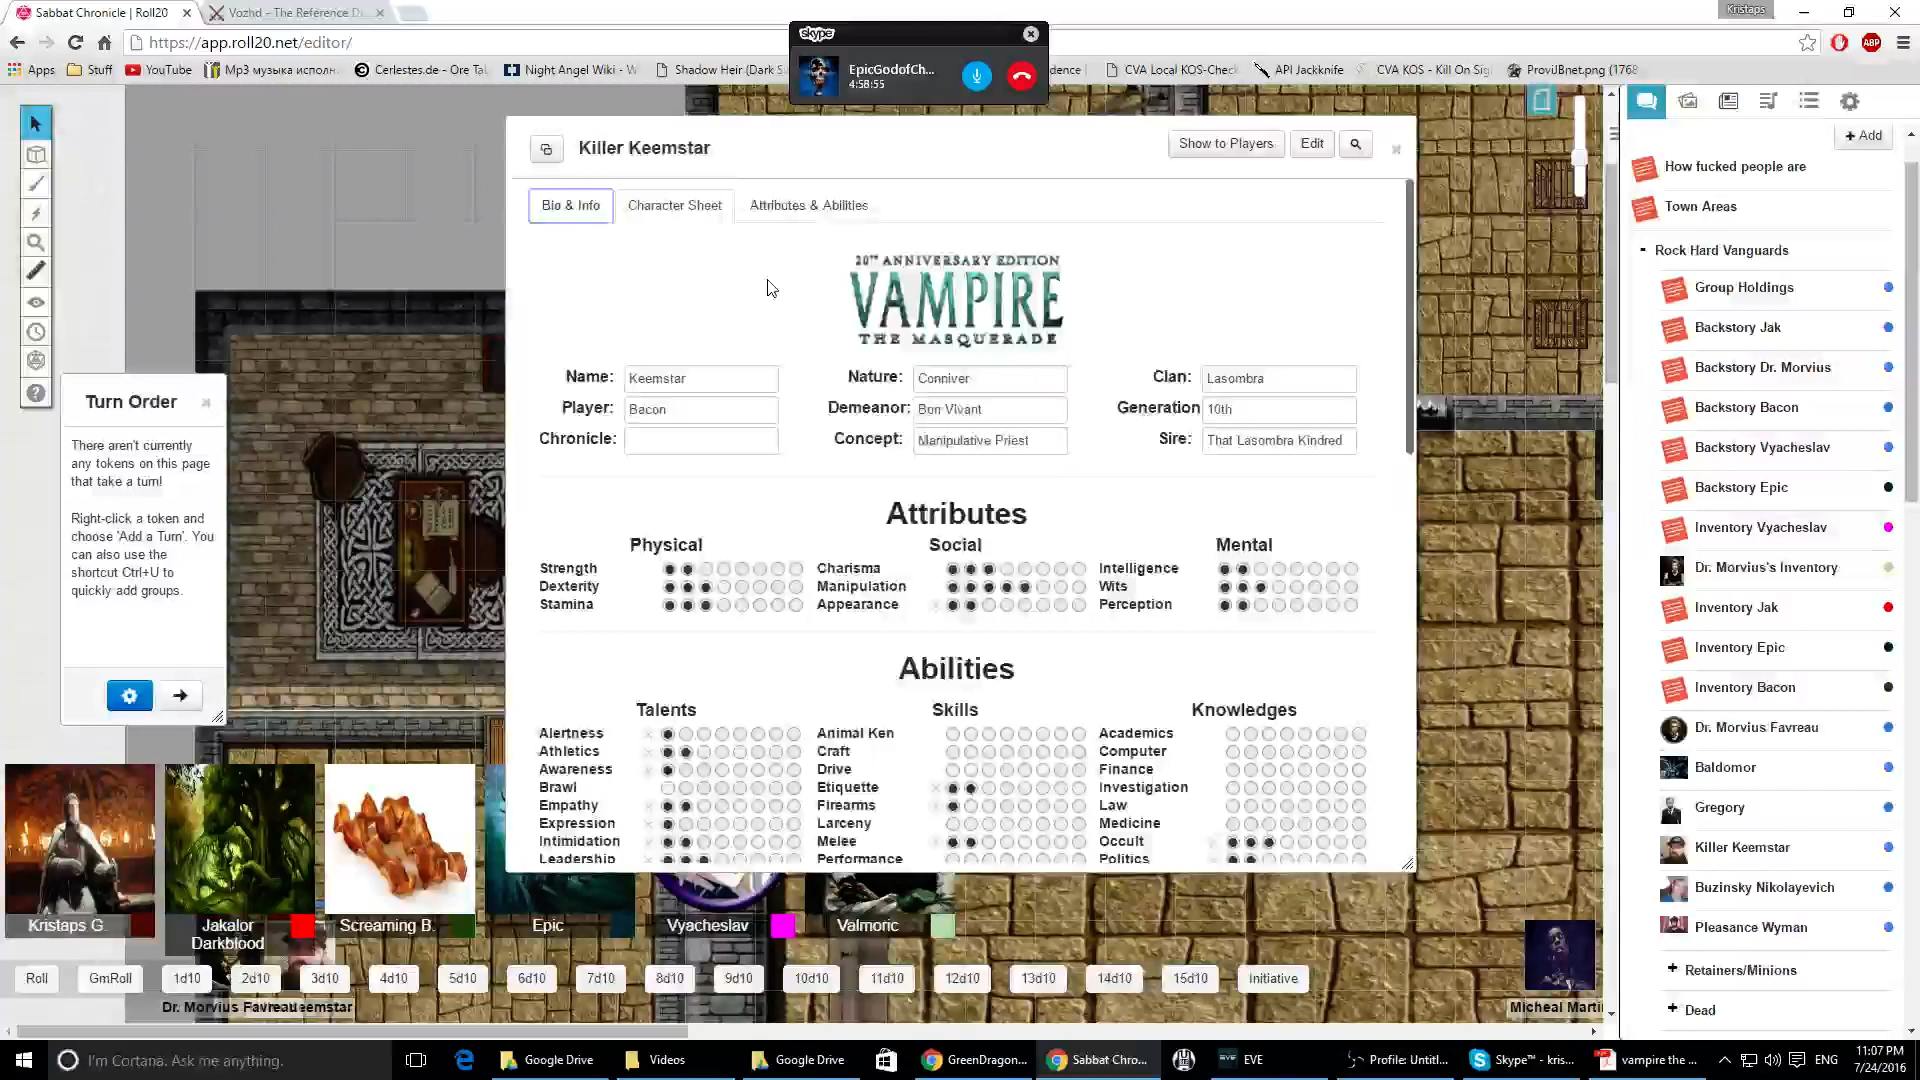 Sabbat Chronicle | Roll20
Vozhd - The Reference D
Kristaps
https://app.roll20.net/editor/
Apps
Stuff
YouTube
Mp3 музыка исполн
Cerlestes.de - Ore Tal
Night Angel Wiki - W
Shadow Heir (Dark S
CVA Local KOS-Check
API Jackknife
CVA KOS - Kill On Sig
ProviJBnet.png (1768
skype
EpicGodofCh...
4:58:55
Killer Keemstar
Show to Players
Edit
Bio & Info
Character Sheet
Attributes & Abilities
20TH ANNIVERSARY EDITION
VAMPIRE
THE MASQUERADE
Name: Keemstar
Nature: Conniver
Clan: Lasombra
Player: Bacon
Demeanor: Bon Vivant
Generation 10th
Chronicle:
Concept: Manipulative Priest
Sire: That Lasombra Kindred
Attributes
Physical Social Mental
Strength Charisma Intelligence
Dexterity Manipulation Wits
Stamina Appearance Perception
Abilities
Talents Skills Knowledges
Alertness Animal Ken Academics
Athletics Craft Computer
Awareness Drive Finance
Brawl Etiquette Investigation
Empathy Firearms Law
Expression Larceny Medicine
Intimidation Melee Occult
Leadership Performance Politics
Turn Order
There aren't currently
any tokens on this page
that take a turn!
Right-click a token and
choose 'Add a Turn'. You
can also use the
shortcut Ctrl+U to
quickly add groups.
Add
How fucked people are
Town Areas
Rock Hard Vanguards
Group Holdings
Backstory Jak
Backstory Dr. Morvius
Backstory Bacon
Backstory Vyacheslav
Backstory Epic
Inventory Vyacheslav
Dr. Morvius's Inventory
Inventory Jak
Inventory Epic
Inventory Bacon
Dr. Morvius Favreau
Baldomor
Gregory
Killer Keemstar
Buzinsky Nikolayevich
Pleasance Wyman
Retainers/Minions
Dead
Kristaps G.
Jakalor
Darkblood
Screaming B.
Epic
Vyacheslav
Valmoric
Roll
GmRoll
1d10
2d10
3d10
4d10
5d10
6d10
7d10
8d10
9d10
10d10
11d10
12d10
13d10
14d10
15d10
Initiative
Dr. Morvius Favreau
Micheal Marti
I'm Cortana. Ask me anything.
Google Drive
Videos
Google Drive
GreenDragon...
Sabbat Chro...
EVE
Profile: Untitl...
Skype™ - kris...
vampire the ...
ENG
11:07 PM
7/24/2016